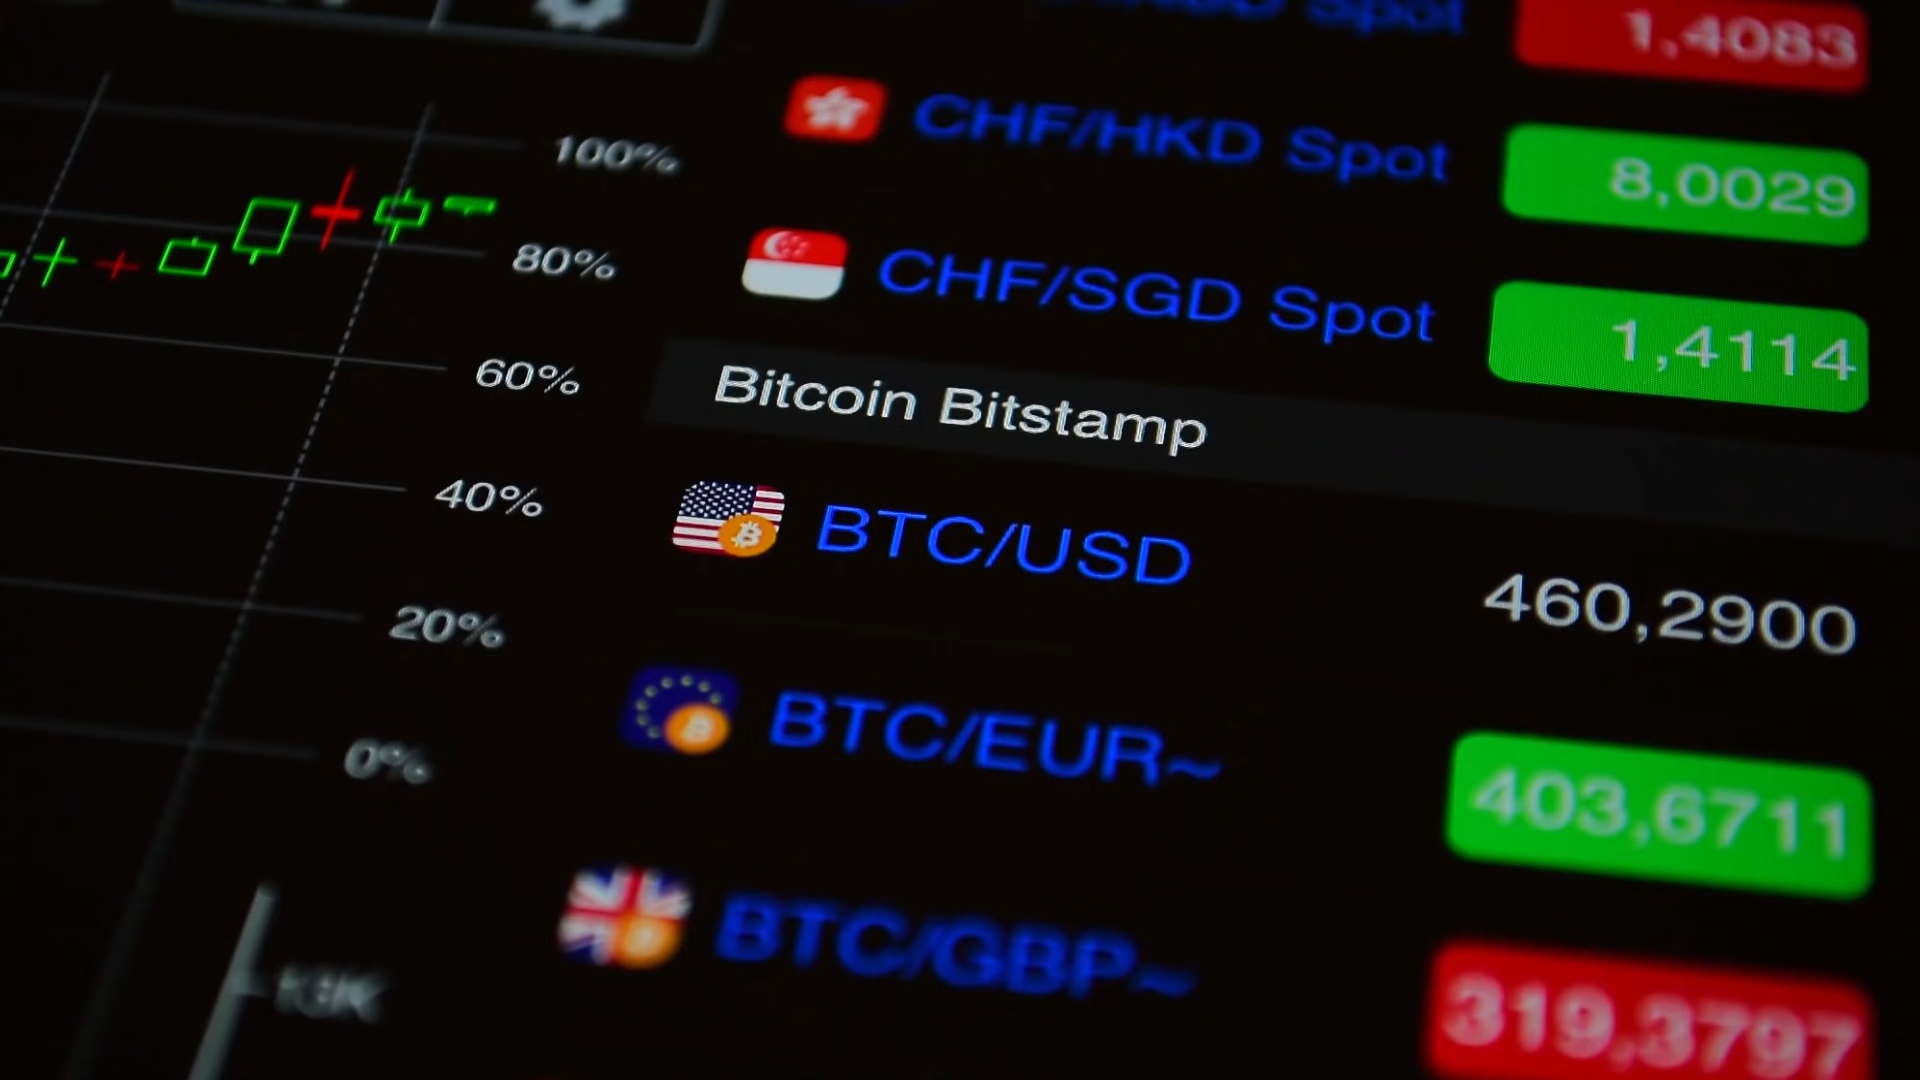 Spot 1,4083
CHF/HKD Spot 8,0029
CHF/SGD Spot 1,4114
Bitcoin Bitstamp
BTC/USD 460,2900
BTC/EUR~ 403,6711
BTC/GBP~ 319,3797
100%
80%
60%
40%
20%
0%